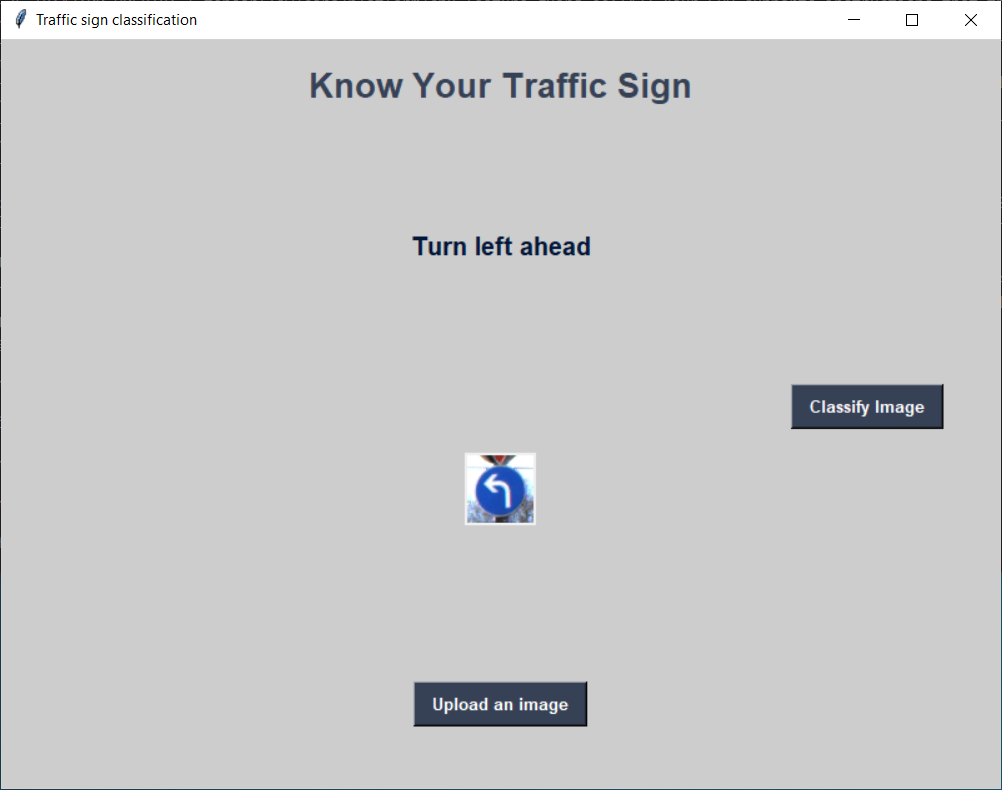 Traffic sign classification
Know Your Traffic Sign
Turn left ahead
Classify Image
Upload an image